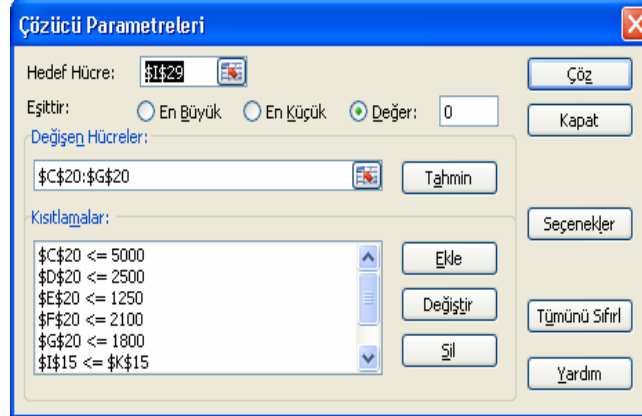 Çözücü Parametreleri
Hedef Hücre: $I$29 Çöz
Eşittir: En Büyük En Küçük Değer: 0 Kapat
Değişen Hücreler:
$C$20:$G$20 Tahmin
Kısıtlamalar: Seçenekler
$C$20 <= 5000 Ekle
$D$20 <= 2500
$E$20 <= 1250 Değiştir
$F$20 <= 2100 Tümünü Sıfırl
$G$20 <= 1800 Sil
$I$15 <= $K$15 Yardım